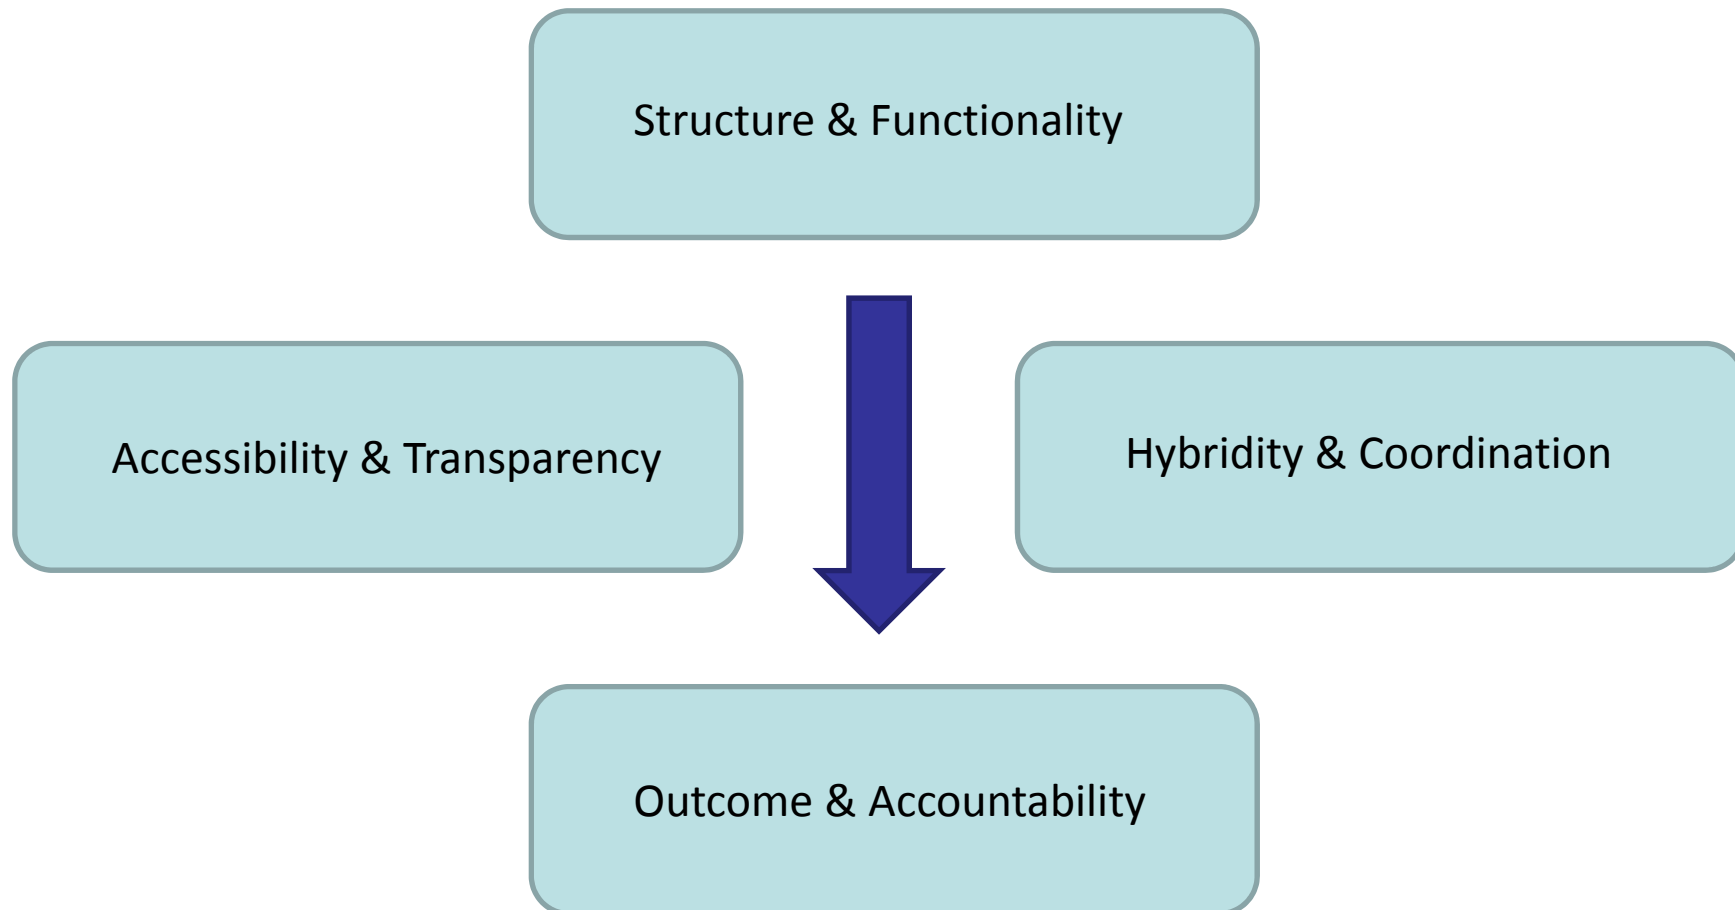 Structure & Functionality
Accessibility & Transparency
Hybridity & Coordination
Outcome & Accountability